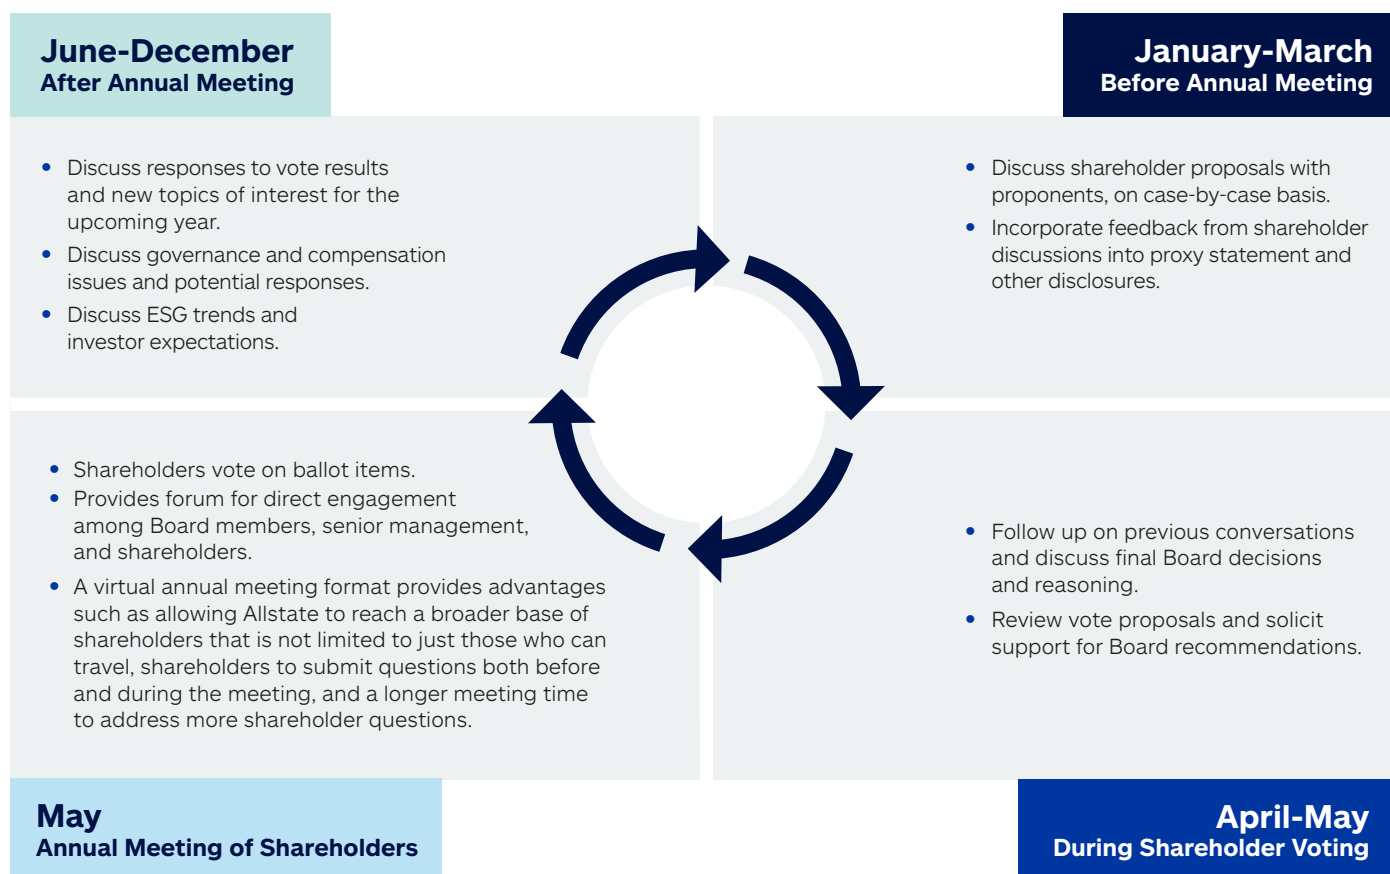 June-December
After Annual Meeting
• Discuss responses to vote results
and new topics of interest for the
upcoming year.
• Discuss governance and compensation
issues and potential responses.
• Discuss ESG trends and
investor expectations.
January-March
Before Annual Meeting
• Discuss shareholder proposals with
proponents, on case-by-case basis.
• Incorporate feedback from shareholder
discussions into proxy statement and
other disclosures.
• Shareholders vote on ballot items.
• Provides forum for direct engagement
among Board members, senior management,
and shareholders.
• A virtual annual meeting format provides advantages
such as allowing Allstate to reach a broader base of
shareholders that is not limited to just those who can
travel, shareholders to submit questions both before
and during the meeting, and a longer meeting time
to address more shareholder questions.
May
Annual Meeting of Shareholders
• Follow up on previous conversations
and discuss final Board decisions
and reasoning.
• Review vote proposals and solicit
support for Board recommendations.
April-May
During Shareholder Voting